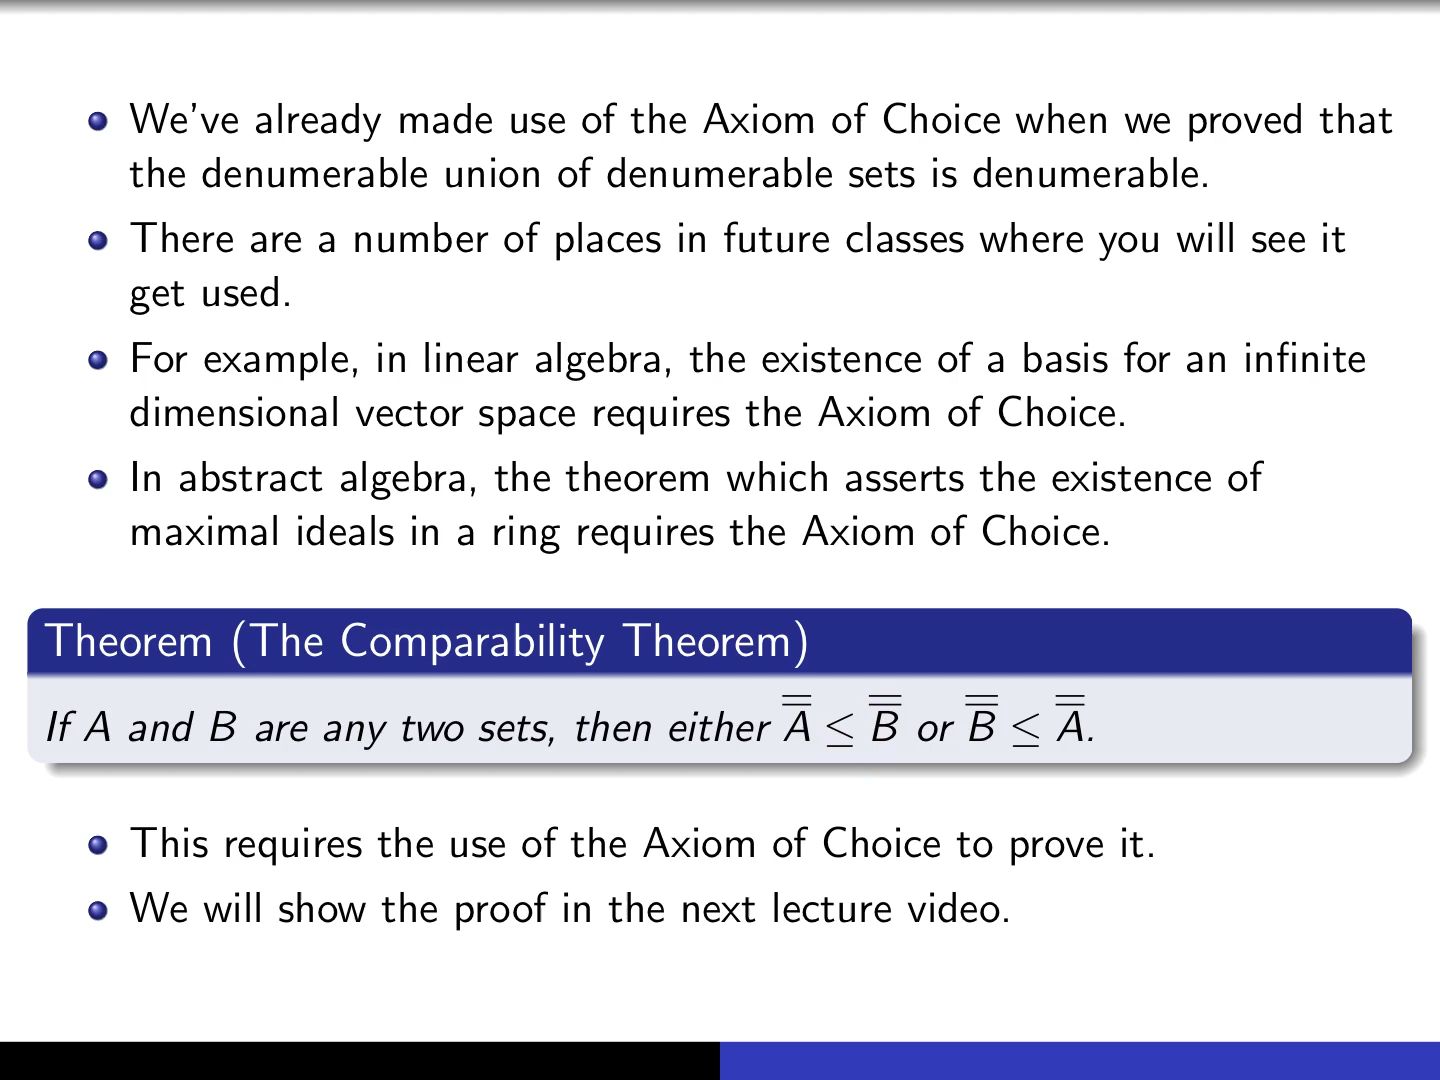 We've already made use of the Axiom of Choice when we proved that
the denumerable union of denumerable sets is denumerable.
There are a number of places in future classes where you will see it
get used.
For example, in linear algebra, the existence of a basis for an infinite
dimensional vector space requires the Axiom of Choice.
In abstract algebra, the theorem which asserts the existence of
maximal ideals in a ring requires the Axiom of Choice.
Theorem (The Comparability Theorem)
If A and B are any two sets, then either A̿ ≤ B̿ or B̿ ≤ A̿.
This requires the use of the Axiom of Choice to prove it.
We will show the proof in the next lecture video.